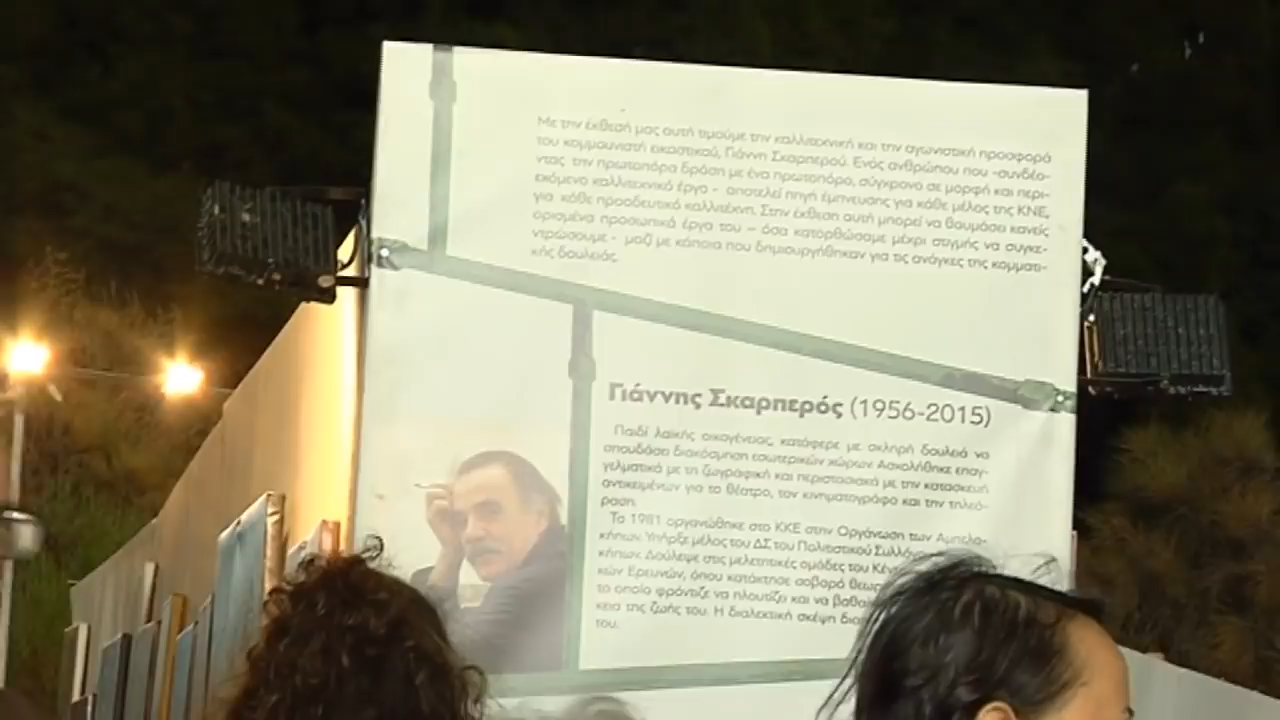 Με την έκθεσή μας αυτή τιμούμε την καλλιτεχνική και την αγωνιστική προσφορά
του κομμουνιστή εικαστικού, Γιάννη Σκαρπερού. Ενός ανθρώπου που -συνδέο-
ντας την πρωτοπόρα δράση με ένα πρωτοπόρο, σύγχρονο σε μορφή και περι-
εχόμενο καλλιτεχνικό έργο - αποτελεί πηγή έμπνευσης για κάθε μέλος της ΚΝΕ,
για κάθε προοδευτικό καλλιτέχνη. Στην έκθεση αυτή μπορεί να θαυμάσει κανείς
ορισμένα προσωπικά έργα του – όσα κατορθώσαμε μέχρι στιγμής να συγκε-
ντρώσουμε - μαζί με κάποια που δημιουργήθηκαν για τις ανάγκες της κομματι-
κής δουλειάς.
Γιάννης Σκαρπερός (1956-2015)
Παιδί λαϊκής οικογένειας, κατάφερε με σκληρή δουλειά να
σπουδάσει διακόσμηση εσωτερικών χώρων. Ασχολήθηκε επαγ-
γελματικά με τη ζωγραφική και περιστασιακά με την κατασκευή
αντικειμένων για το θέατρο, τον κινηματογράφο και την τηλεό-
ραση.
Το 1981 οργανώθηκε στο ΚΚΕ στην Οργάνωση των Αμπελο-
κήπων. Υπήρξε μέλος του ΔΣ του Πολιτιστικού Συλλόγου
κήπων. Δούλεψε στις μελετητικές ομάδες του
κών Ερευνών, όπου κατάκτησε σοβαρό
το οποίο φρόντιζε να πλουτίζει και να
κεια της ζωής του. Η διαλεκτική σκέψη
του.